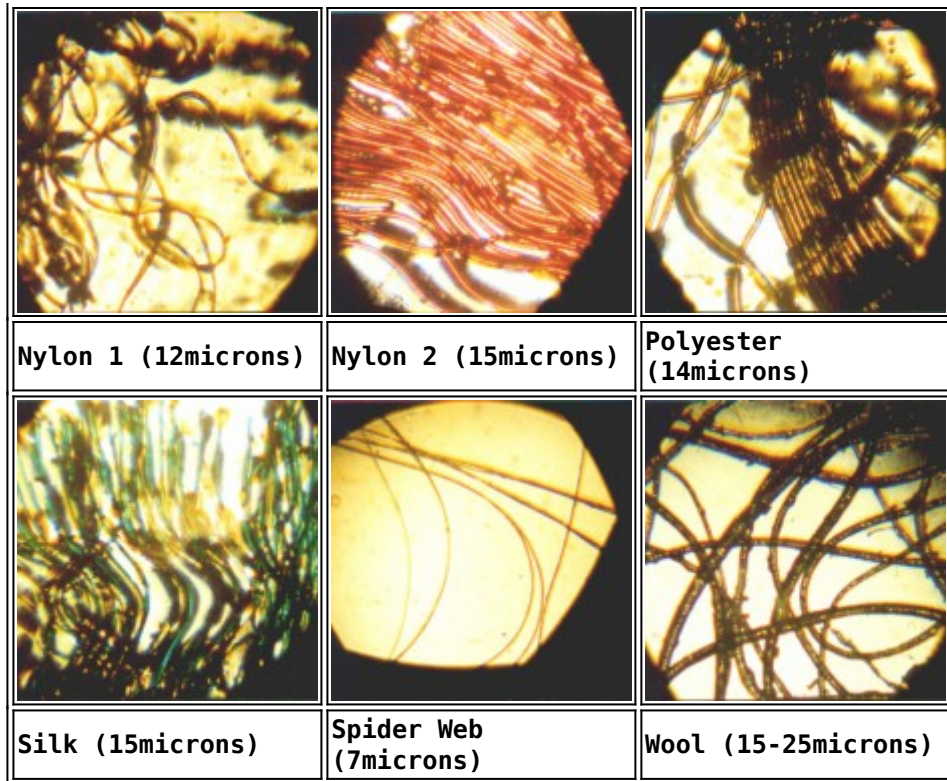 Nylon 1 (12microns)
Nylon 2 (15microns)
Polyester
(14microns)
Silk (15microns)
Spider Web
(7microns)
Wool (15-25microns)